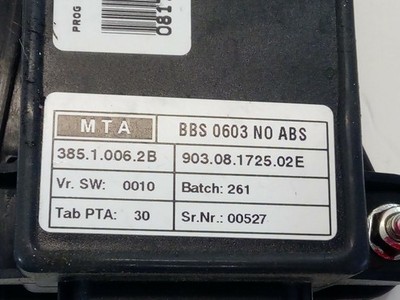 PROG
081
MTA BBS 0603 NO ABS
385.1.006.2B 903.08.1725.02E
Vr. SW: 0010 Batch: 261
Tab PTA: 30 Sr.Nr.: 00527